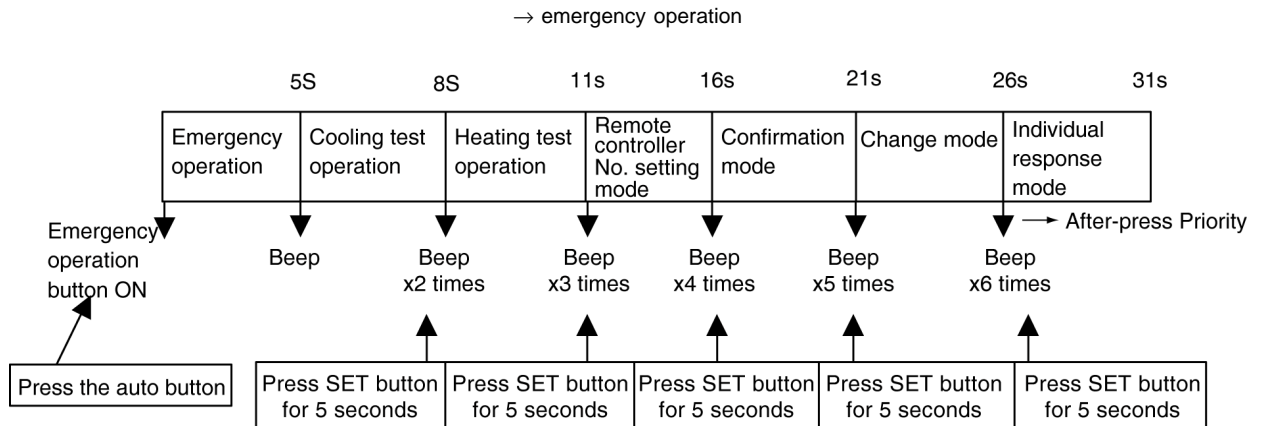 → emergency operation
5S 8S 11s 16s 21s 26s 31s
Emergency
operation
Cooling test
operation
Heating test
operation
Remote
controller
No. setting
mode
Confirmation
mode
Change mode
Individual
response
mode
→ After-press Priority
Emergency
operation
button ON
Beep
Beep
x2 times
Beep
x3 times
Beep
x4 times
Beep
x5 times
Beep
x6 times
Press the auto button
Press SET button
for 5 seconds
Press SET button
for 5 seconds
Press SET button
for 5 seconds
Press SET button
for 5 seconds
Press SET button
for 5 seconds